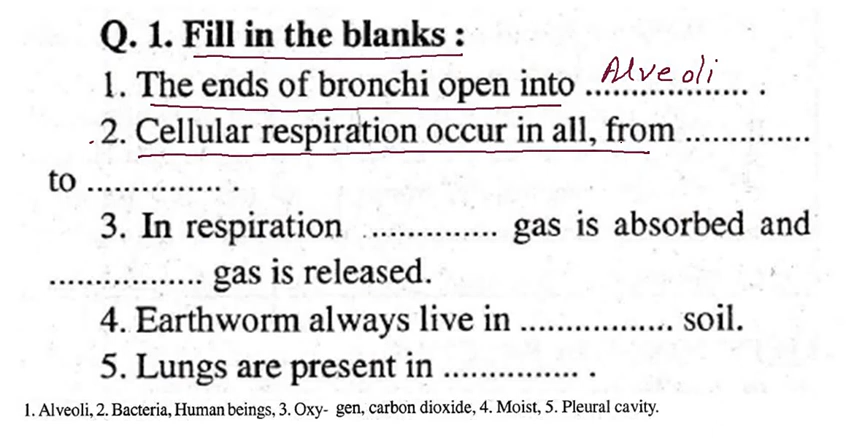 Q. 1. Fill in the blanks :
1. The ends of bronchi open into ..Alveoli.. .
2. Cellular respiration occur in all, from ..............
to ............... .
3. In respiration .............. gas is absorbed and
................. gas is released.
4. Earthworm always live in ................. soil.
5. Lungs are present in ............... .
1. Alveoli, 2. Bacteria, Human beings, 3. Oxy- gen, carbon dioxide, 4. Moist, 5. Pleural cavity.